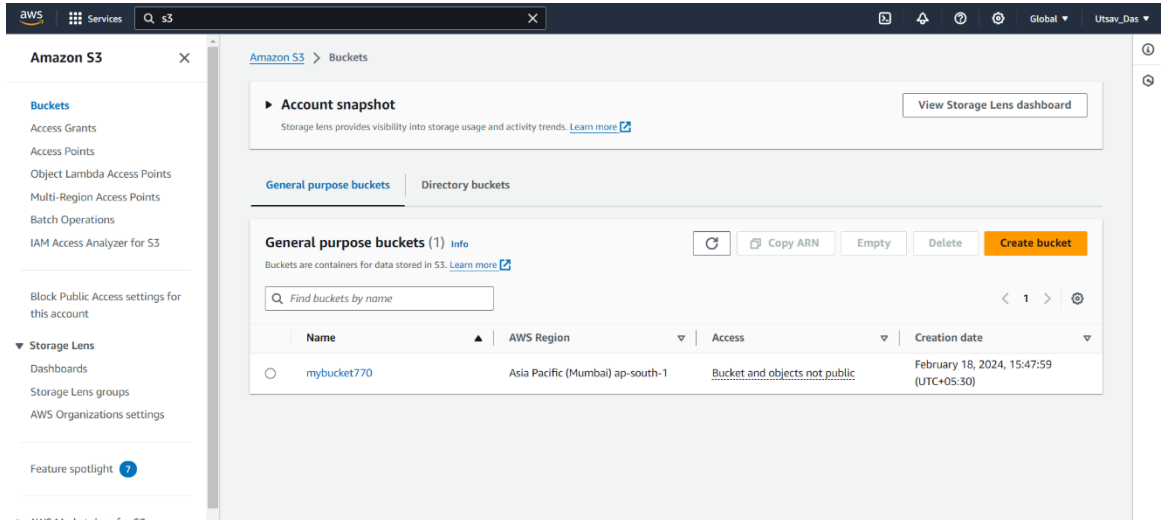 aws Services s3 Global Utsav_Das
Amazon S3
Buckets
Access Grants
Access Points
Object Lambda Access Points
Multi-Region Access Points
Batch Operations
IAM Access Analyzer for S3
Block Public Access settings for
this account
Storage Lens
Dashboards
Storage Lens groups
AWS Organizations settings
Feature spotlight 7
Amazon S3 > Buckets
Account snapshot
View Storage Lens dashboard
Storage lens provides visibility into storage usage and activity trends. Learn more
General purpose buckets Directory buckets
General purpose buckets (1) Info
Copy ARN Empty Delete Create bucket
Buckets are containers for data stored in S3. Learn more
Find buckets by name
< 1 >
Name AWS Region Access Creation date
mybucket770 Asia Pacific (Mumbai) ap-south-1 Bucket and objects not public February 18, 2024, 15:47:59
(UTC+05:30)